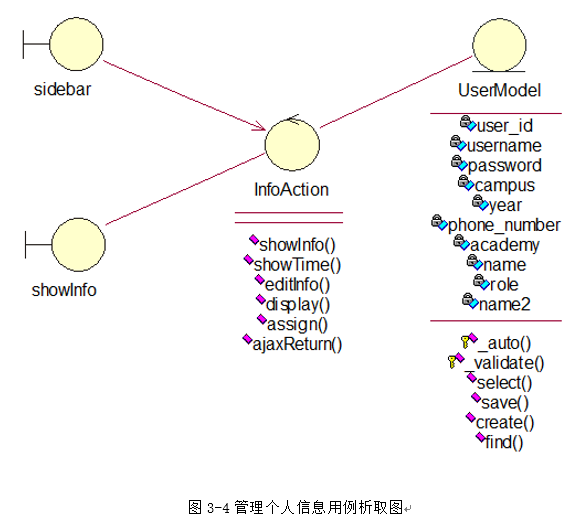 sidebar
showInfo
InfoAction
showInfo()
showTime()
editInfo()
display()
assign()
ajaxReturn()
UserModel
user_id
username
password
campus
year
phone_number
academy
name
role
name2
_auto()
_validate()
select()
save()
create()
find()
图 3-4 管理个人信息用例析取图